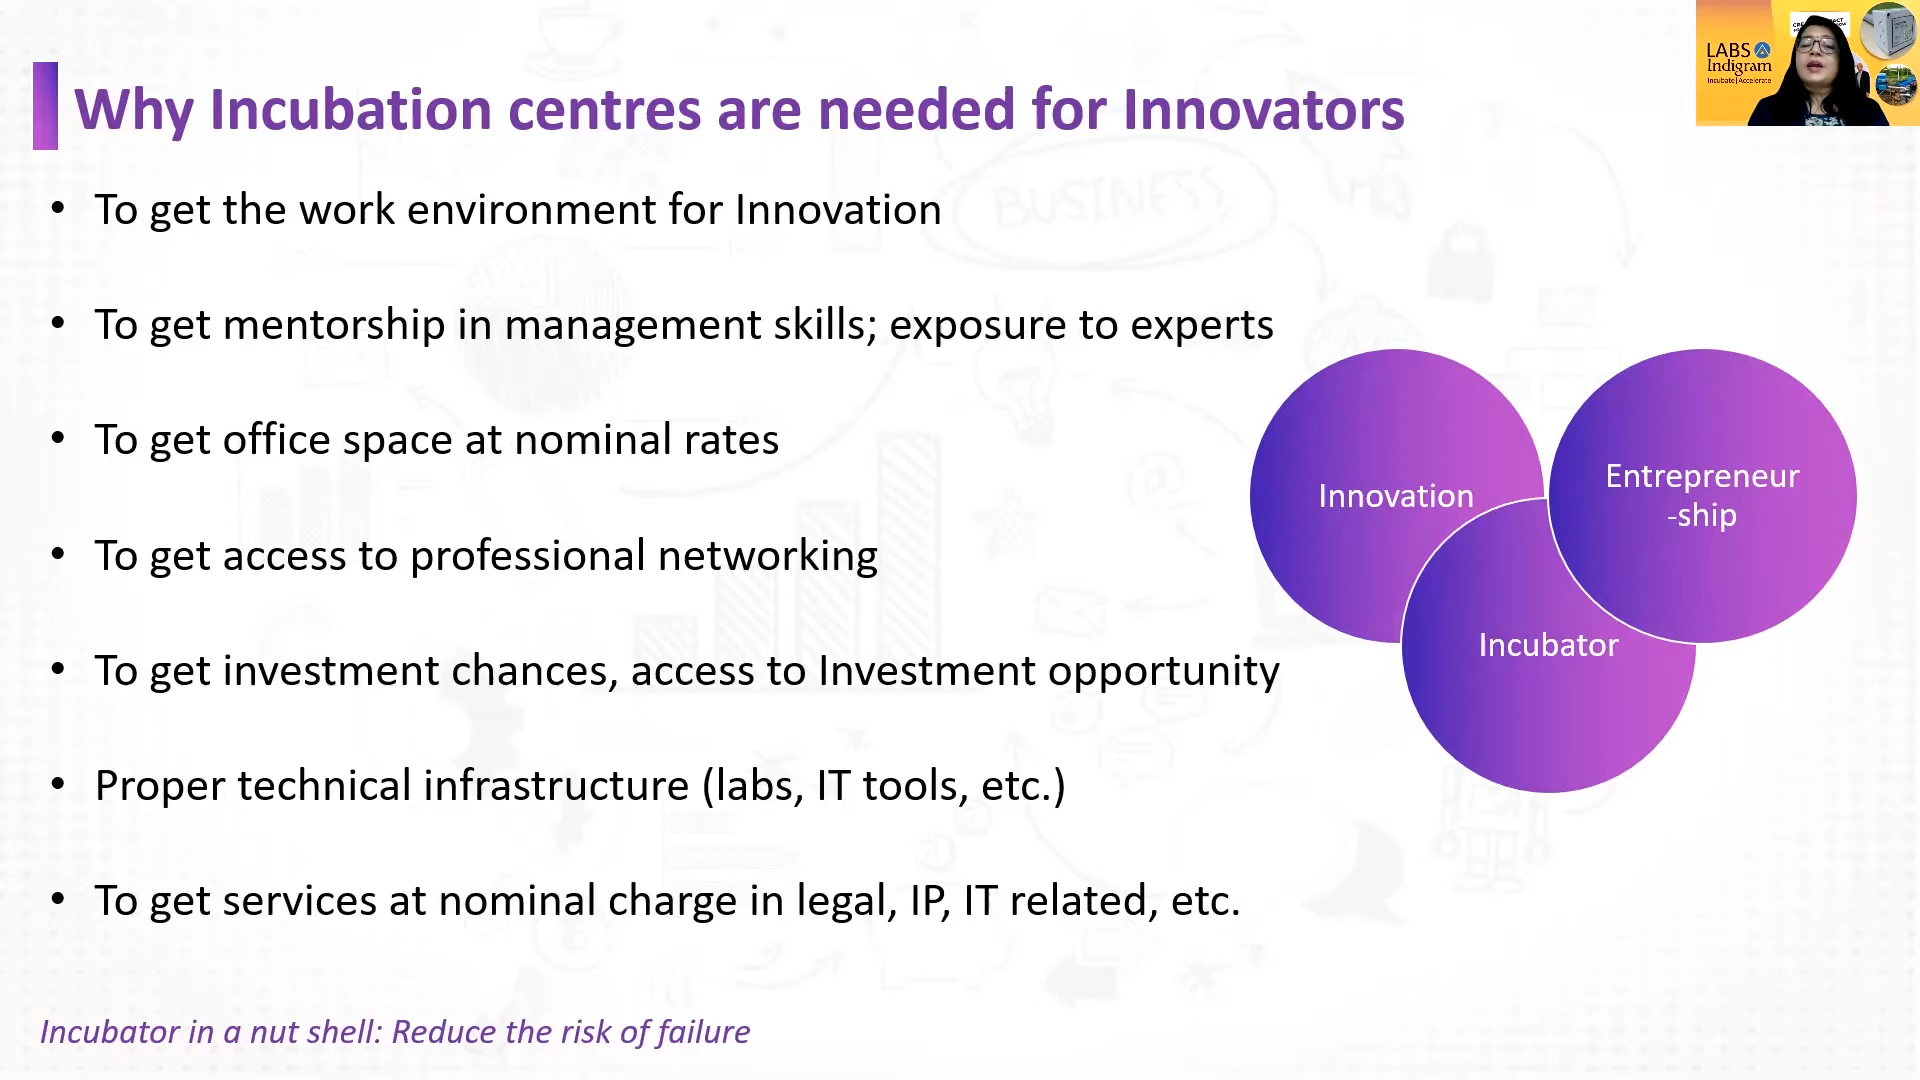 Why Incubation centres are needed for Innovators
• To get the work environment for Innovation
• To get mentorship in management skills; exposure to experts
• To get office space at nominal rates
• To get access to professional networking
• To get investment chances, access to Investment opportunity
• Proper technical infrastructure (labs, IT tools, etc.)
• To get services at nominal charge in legal, IP, IT related, etc.
Incubator in a nut shell: Reduce the risk of failure
Innovation
Entrepreneur
-ship
Incubator
BUSINESS
LABS
Indigram
Incubate|Accelerate